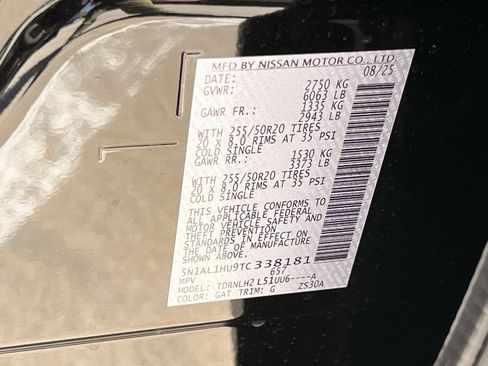 MFD BY NISSAN MOTOR CO., LTD
DATE: 08/25
GVWR: 2750 KG
6063 LB
GAWR FR.: 1335 KG
2943 LB
WITH 255/50R20 TIRES
20 x 8.0 RIMS AT 35 PSI
COLD SINGLE
GAWR RR.: 1530 KG
3373 LB
WITH 255/50R20 TIRES
20 x 8.0 RIMS AT 35 PSI
COLD SINGLE
THIS VEHICLE CONFORMS TO
ALL APPLICABLE FEDERAL
MOTOR VEHICLE SAFETY AND
THEFT PREVENTION
STANDARDS IN EFFECT ON
THE DATE OF MANUFACTURE
SHOWN ABOVE.
5N1AL1HU9TC338181
MPV 657
MODEL: TDRNLH2 L51UU6----A
COLOR: GAT TRIM: G ZS30A